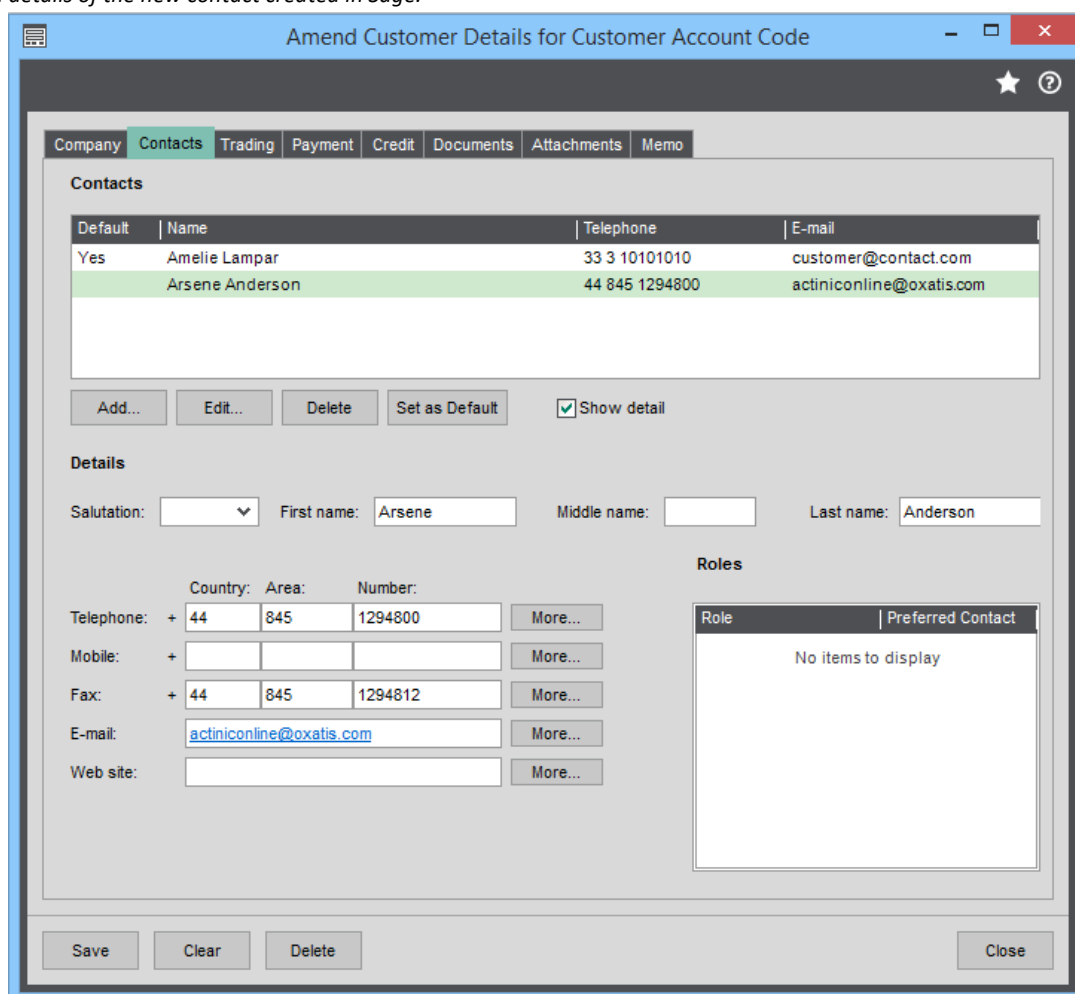 details of the new contact created in Sage.
Amend Customer Details for Customer Account Code
Company Contacts Trading Payment Credit Documents Attachments Memo
Contacts
Default Name Telephone E-mail
Yes Amelie Lampar 33 3 10101010 customer@contact.com
Arsene Anderson 44 845 1294800 actiniconline@oxatis.com
Add... Edit... Delete Set as Default Show detail
Details
Salutation: First name: Arsene Middle name: Last name: Anderson
Roles
Country: Area: Number:
Telephone: + 44 845 1294800 More... Role Preferred Contact
Mobile: + More... No items to display
Fax: + 44 845 1294812 More...
E-mail: actiniconline@oxatis.com More...
Web site: More...
Save Clear Delete Close